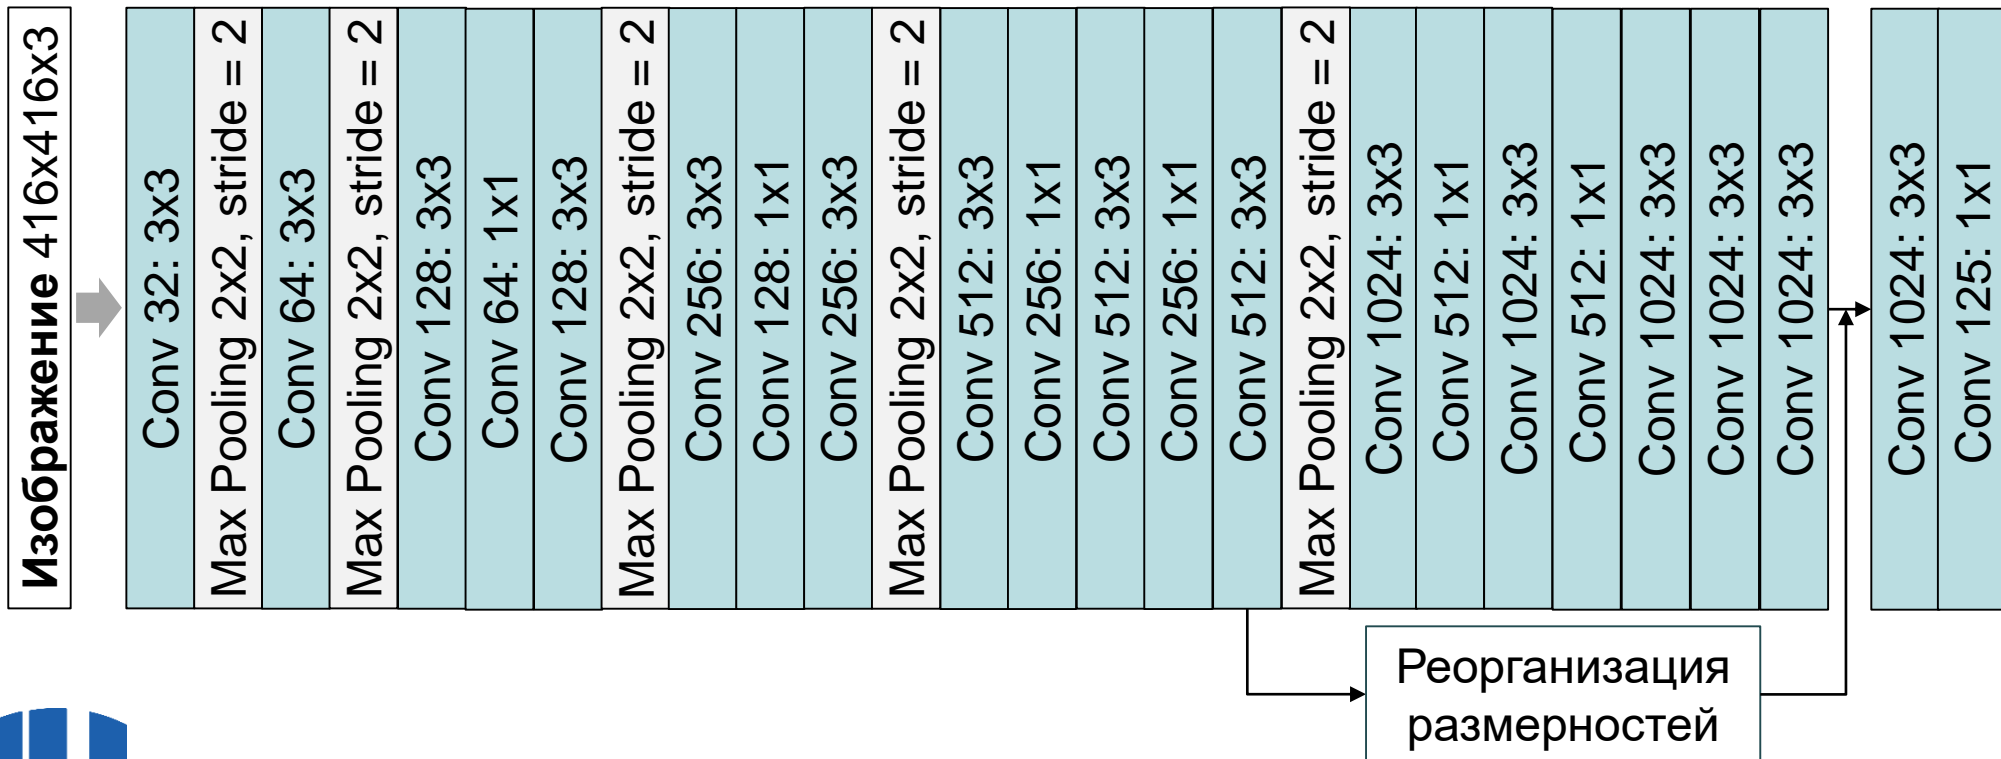 Изображение 416x416x3
Conv 32: 3x3
Max Pooling 2x2, stride = 2
Conv 64: 3x3
Max Pooling 2x2, stride = 2
Conv 128: 3x3
Conv 64: 1x1
Conv 128: 3x3
Max Pooling 2x2, stride = 2
Conv 256: 3x3
Conv 128: 1x1
Conv 256: 3x3
Max Pooling 2x2, stride = 2
Conv 512: 3x3
Conv 256: 1x1
Conv 512: 3x3
Conv 256: 1x1
Conv 512: 3x3
Max Pooling 2x2, stride = 2
Conv 1024: 3x3
Conv 512: 1x1
Conv 1024: 3x3
Conv 512: 1x1
Conv 1024: 3x3
Conv 1024: 3x3
Conv 1024: 3x3
Conv 1024: 3x3
Conv 125: 1x1
Реорганизация
размерностей